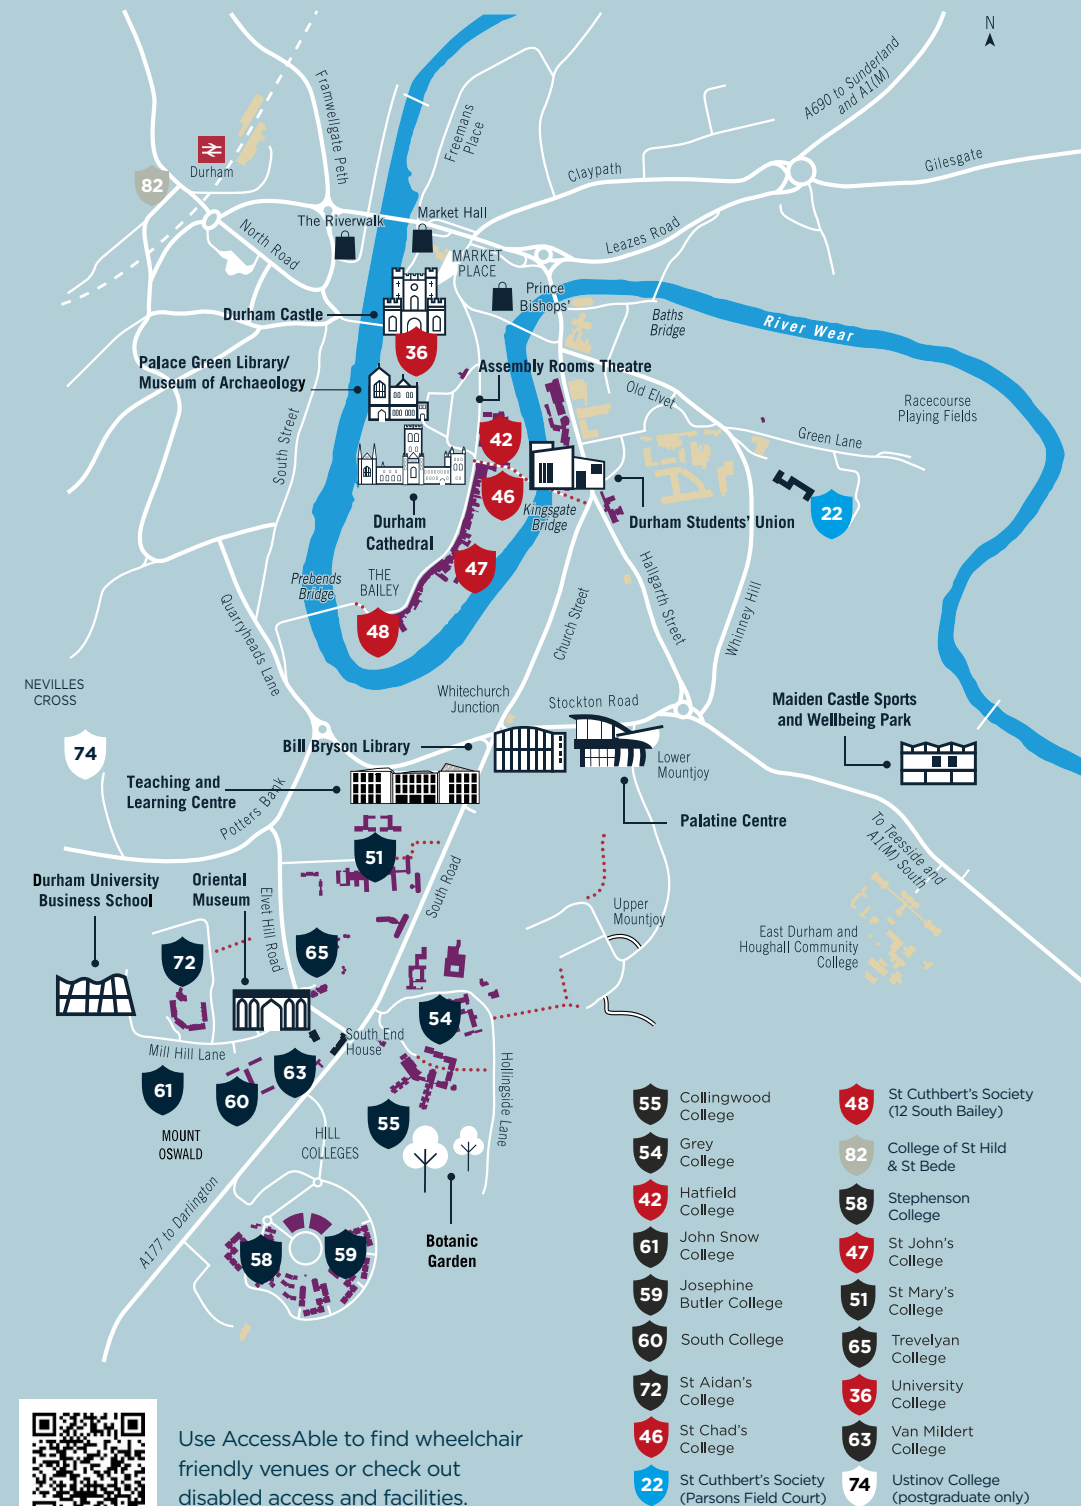 N
A690 to Sunderland
and A1(M)
Framwellgate Peth
Freemans
Place
Durham
82
Claypath
Gilesgate
The Riverwalk
Market Hall
North Road
Leazes Road
MARKET
PLACE
Prince
Bishops'
Durham Castle
Baths
Bridge
River Wear
36
Palace Green Library/
Museum of Archaeology
Assembly Rooms Theatre
Old Elvet
Racecourse
Playing Fields
South Street
42
Green Lane
46
Kingsgate
Bridge
22
Durham
Cathedral
Durham Students' Union
47
Prebends
Bridge
THE
BAILEY
48
Quarryheads Lane
Church Street
Hallgarth Street
Whinney Hill
NEVILLES
CROSS
Whitechurch
Junction
Stockton Road
Maiden Castle Sports
and Wellbeing Park
74
Bill Bryson Library
Lower
Mountjoy
Teaching and
Learning Centre
Potters Bank
Palatine Centre
To Teesside and
A1(M) South
51
South Road
Durham University
Business School
Oriental
Museum
Elvet Hill Road
Upper
Mountjoy
East Durham and
Houghall Community
College
65
72
54
South End
House
Mill Hill Lane
Hollingside Lane
63
61
60
55
MOUNT
OSWALD
HILL
COLLEGES
A177 to Darlington
Botanic
Garden
58
59
55
Collingwood
College
54
Grey
College
42
Hatfield
College
61
John Snow
College
59
Josephine
Butler College
60
South College
72
St Aidan's
College
46
St Chad's
College
22
St Cuthbert's Society
(Parsons Field Court)
48
St Cuthbert's Society
(12 South Bailey)
82
College of St Hild
& St Bede
58
Stephenson
College
47
St John's
College
51
St Mary's
College
65
Trevelyan
College
36
University
College
63
Van Mildert
College
74
Ustinov College
(postgraduate only)
Use AccessAble to find wheelchair
friendly venues or check out
disabled access and facilities.